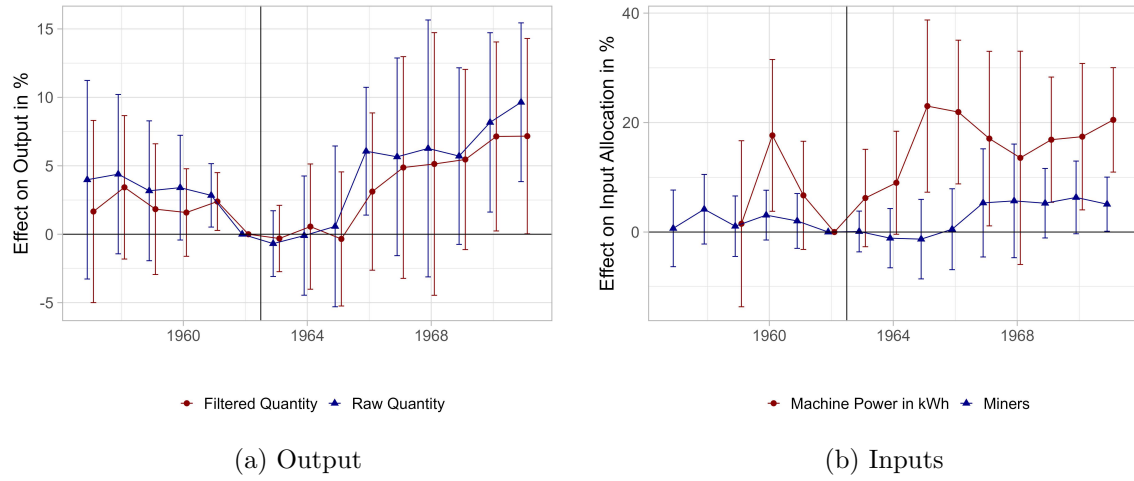 Effect on Output in %
15
10
5
0
-5
1960
1964
1968
Filtered Quantity
Raw Quantity
(a) Output
Effect on Input Allocation in %
40
20
0
1960
1964
1968
Machine Power in kWh
Miners
(b) Inputs